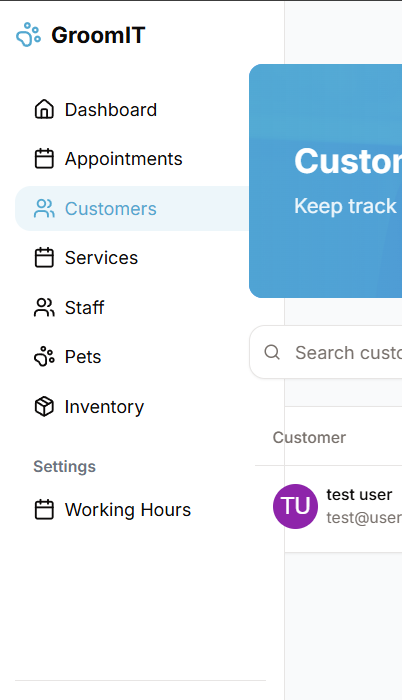 GroomIT
Dashboard
Appointments
Customers
Services
Staff
Pets
Inventory
Settings
Working Hours
Custor
Keep track
Search custo
Customer
TU
test user
test@user